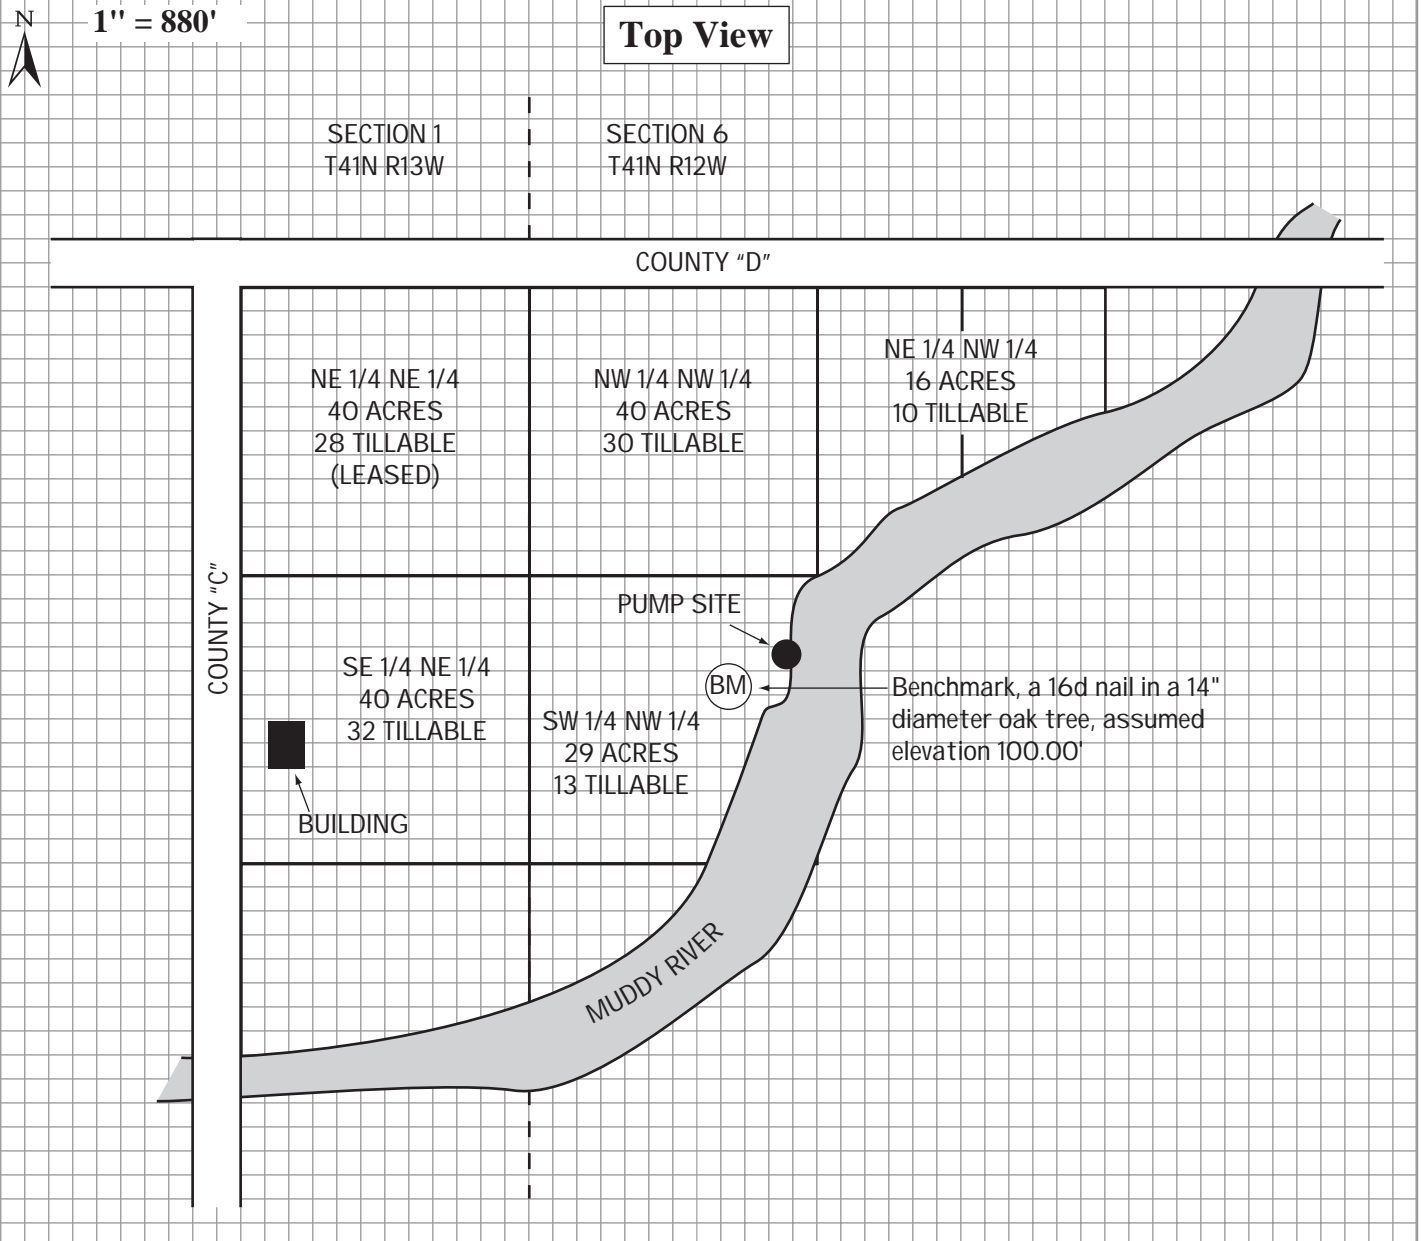 N
1" = 880'
Top View
SECTION 1
T41N R13W
SECTION 6
T41N R12W
COUNTY “D”
NE 1/4 NE 1/4
40 ACRES
28 TILLABLE
(LEASED)
NW 1/4 NW 1/4
40 ACRES
30 TILLABLE
NE 1/4 NW 1/4
16 ACRES
10 TILLABLE
COUNTY “C”
PUMP SITE
BM
SE 1/4 NE 1/4
40 ACRES
32 TILLABLE
SW 1/4 NW 1/4
29 ACRES
13 TILLABLE
Benchmark, a 16d nail in a 14"
diameter oak tree, assumed
elevation 100.00'
BUILDING
MUDDY RIVER